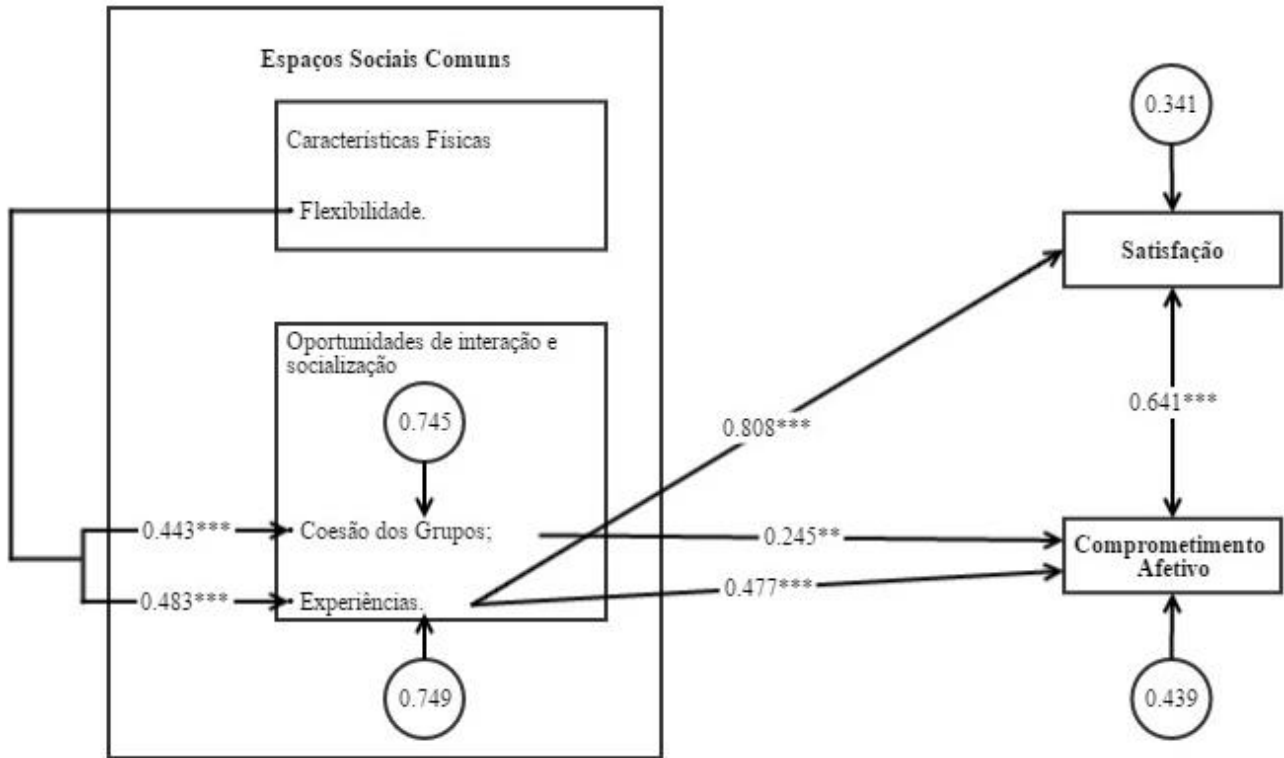 Espaços Sociais Comuns
0.341
Características Físicas
• Flexibilidade.
Satisfação
Oportunidades de interação e
socialização
0.745
0.808***
0.641***
0.443***
• Coesão dos Grupos;
0.245**
Comprometimento
Afetivo
0.483***
• Experiências.
0.477***
0.749
0.439